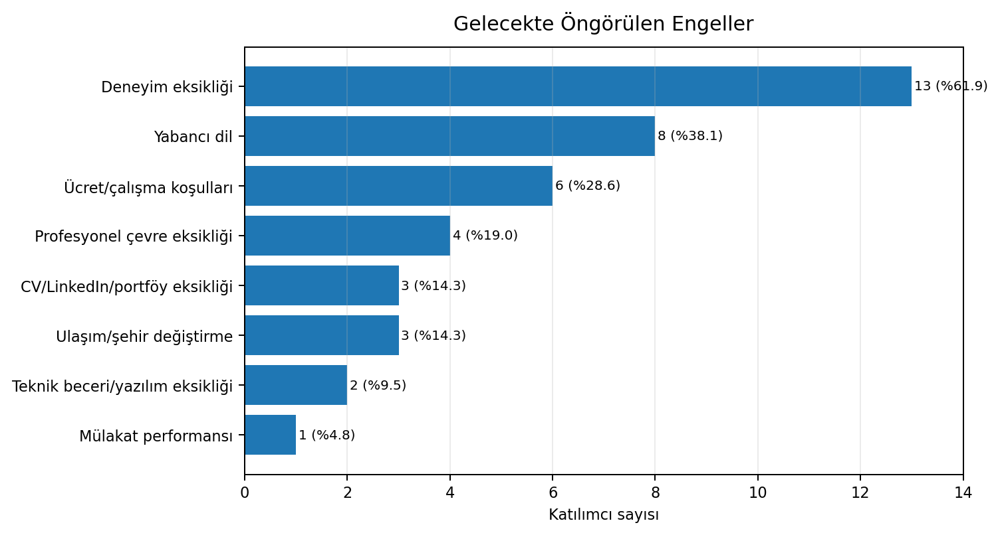 Gelecekte Öngörülen Engeller
Deneyim eksikliği 13 (%61.9)
Yabancı dil 8 (%38.1)
Ücret/çalışma koşulları 6 (%28.6)
Profesyonel çevre eksikliği 4 (%19.0)
CV/LinkedIn/portföy eksikliği 3 (%14.3)
Ulaşım/şehir değiştirme 3 (%14.3)
Teknik beceri/yazılım eksikliği 2 (%9.5)
Mülakat performansı 1 (%4.8)
0 2 4 6 8 10 12 14
Katılımcı sayısı